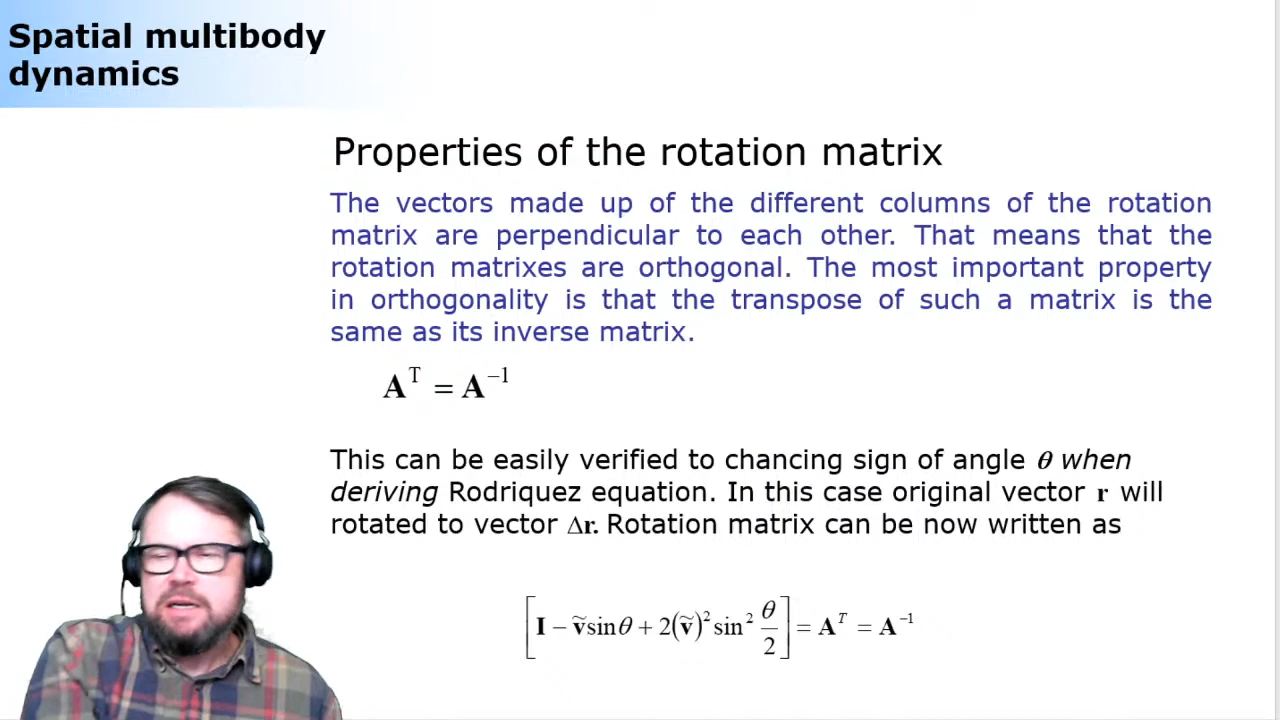 Spatial multibody
dynamics
Properties of the rotation matrix
The vectors made up of the different columns of the rotation
matrix are perpendicular to each other. That means that the
rotation matrixes are orthogonal. The most important property
in orthogonality is that the transpose of such a matrix is the
same as its inverse matrix.
A^T = A^−1
This can be easily verified to chancing sign of angle θ when
deriving Rodriquez equation. In this case original vector r will
rotated to vector Δr. Rotation matrix can be now written as
[I − ṽsinθ + 2(ṽ)^2 sin^2 θ/2] = A^T = A^−1